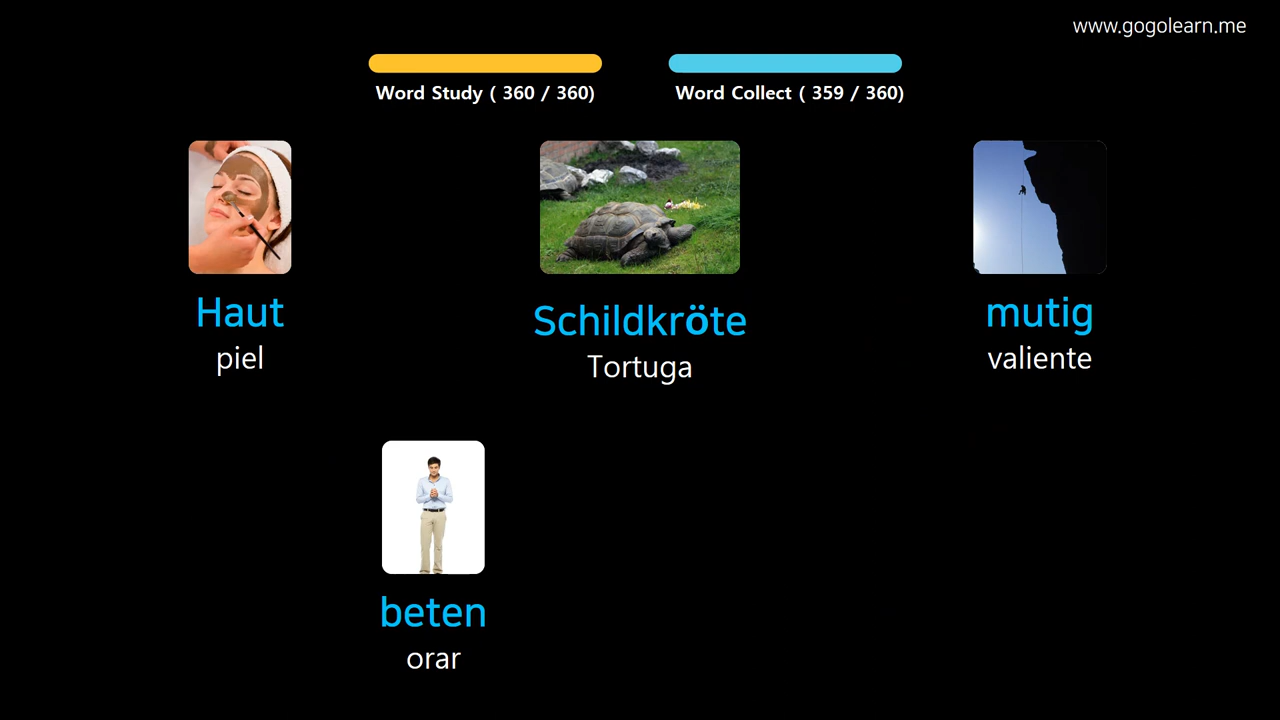 www.gogolearn.me
Word Study ( 360 / 360)
Word Collect ( 359 / 360)
Haut
piel
Schildkröte
Tortuga
mutig
valiente
beten
orar